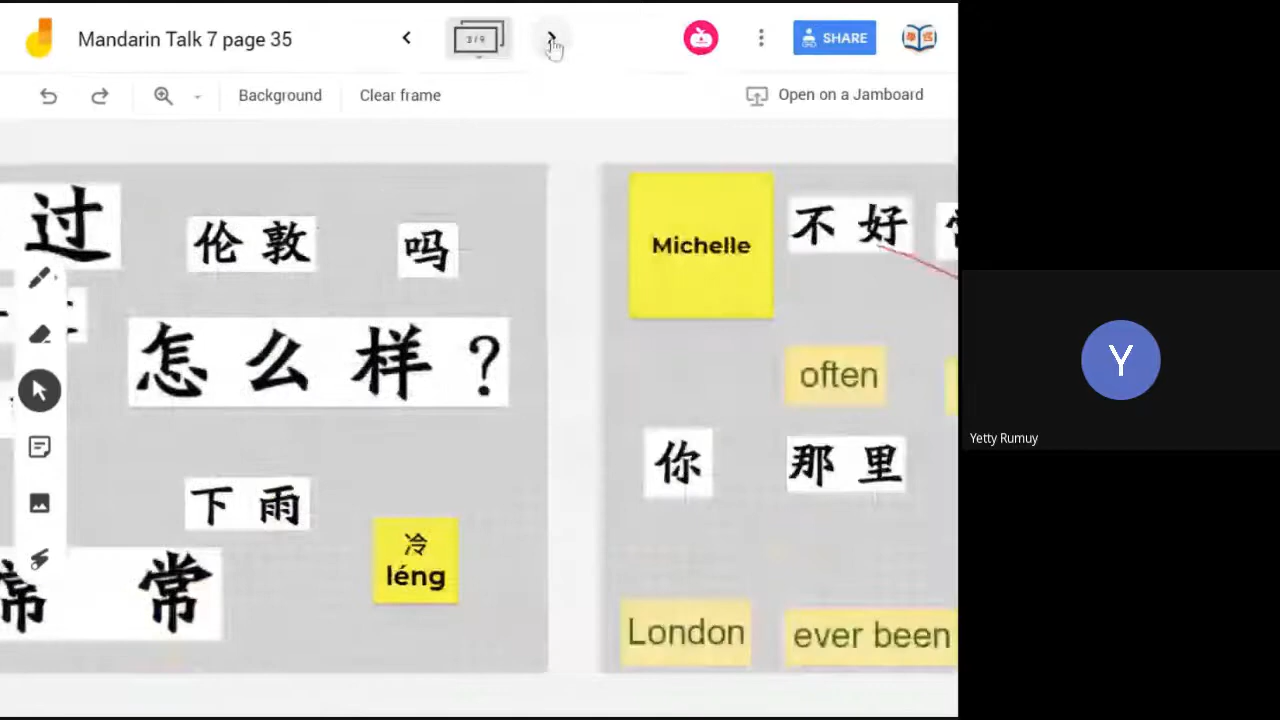 Mandarin Talk 7 page 35
3/9
SHARE
Background
Clear frame
Open on a Jamboard
过
伦敦
吗
怎么样？
下雨
冷
léng
常
Michelle
不好
often
你
那里
London
ever been
Y
Yetty Rumuy